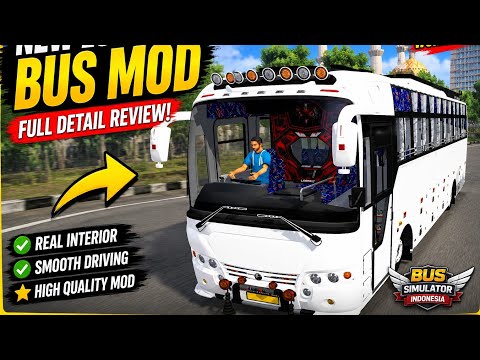 BUS MOD
FULL DETAIL REVIEW!
REAL INTERIOR
SMOOTH DRIVING
HIGH QUALITY MOD
BUS
SIMULATOR
INDONESIA